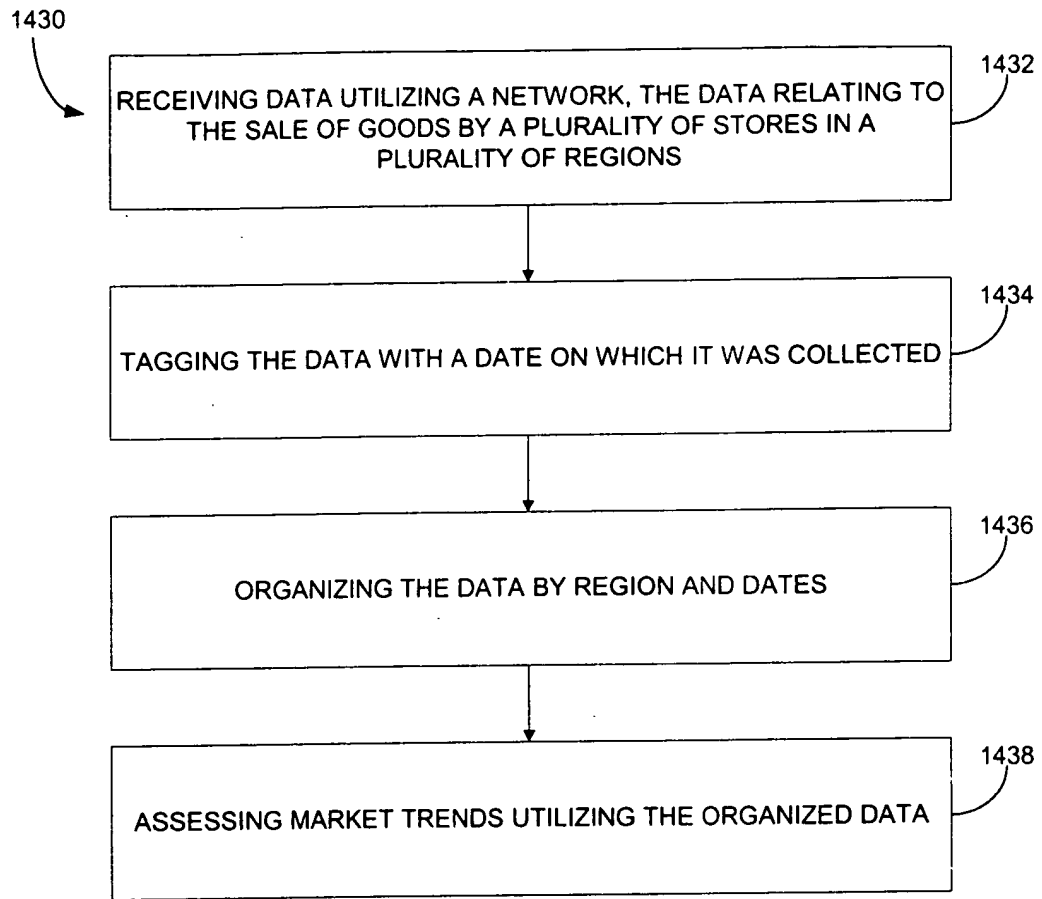 1430
1432
RECEIVING DATA UTILIZING A NETWORK, THE DATA RELATING TO
THE SALE OF GOODS BY A PLURALITY OF STORES IN A
PLURALITY OF REGIONS
1434
TAGGING THE DATA WITH A DATE ON WHICH IT WAS COLLECTED
1436
ORGANIZING THE DATA BY REGION AND DATES
1438
ASSESSING MARKET TRENDS UTILIZING THE ORGANIZED DATA